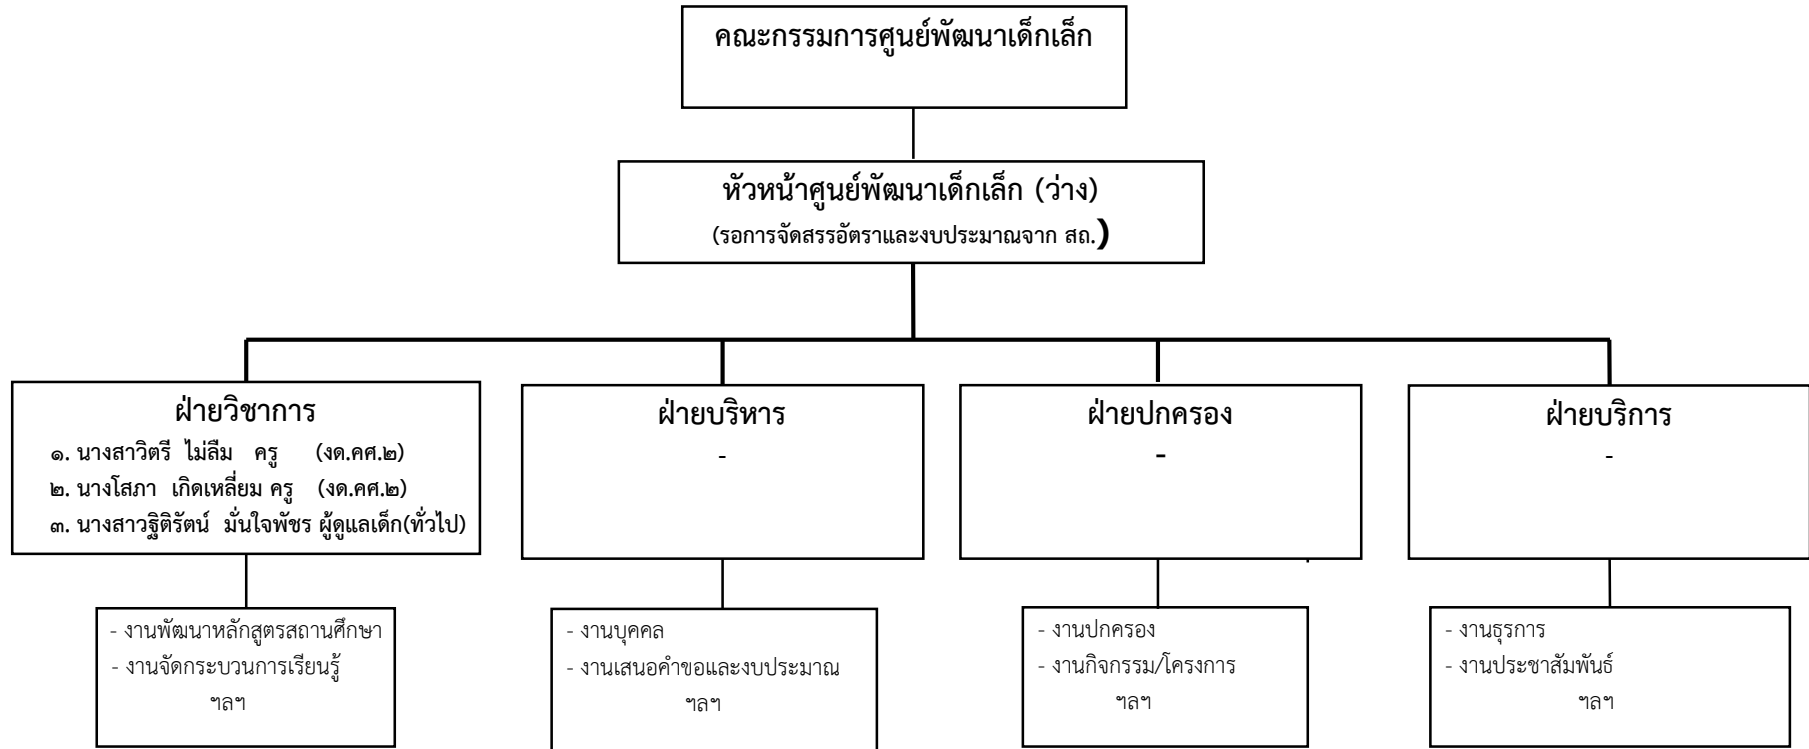 คณะกรรมการศูนย์พัฒนาเด็กเล็ก
หัวหน้าศูนย์พัฒนาเด็กเล็ก (ว่าง)
(รอการจัดสรรอัตราและงบประมาณจาก สถ.)
ฝ่ายวิชาการ
๑. นางสาวิตรี ไม่ลืม ครู (งด.คศ.๒)
๒. นางโสภา เกิดเหลี่ยม ครู (งด.คศ.๒)
๓. นางสาวฐิติรัตน์ มั่นใจพัชร ผู้ดูแลเด็ก(ทั่วไป)
ฝ่ายบริหาร
-
ฝ่ายปกครอง
-
ฝ่ายบริการ
-
- งานพัฒนาหลักสูตรสถานศึกษา
- งานจัดกระบวนการเรียนรู้
ฯลฯ
- งานบุคคล
- งานเสนอคำขอและงบประมาณ
ฯลฯ
- งานปกครอง
- งานกิจกรรม/โครงการ
ฯลฯ
- งานธุรการ
- งานประชาสัมพันธ์
ฯลฯ